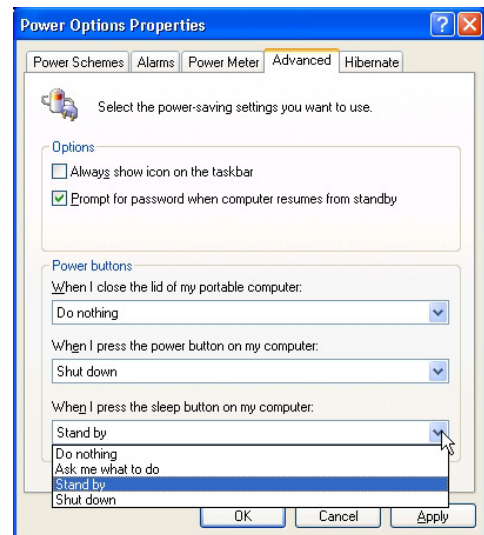 Power Options Properties
Power Schemes Alarms Power Meter Advanced Hibernate
Select the power-saving settings you want to use.
Options
Always show icon on the taskbar
Prompt for password when computer resumes from standby
Power buttons
When I close the lid of my portable computer:
Do nothing
When I press the power button on my computer:
Shut down
When I press the sleep button on my computer:
Stand by
Do nothing
Ask me what to do
Stand by
Shut down
OK Cancel Apply